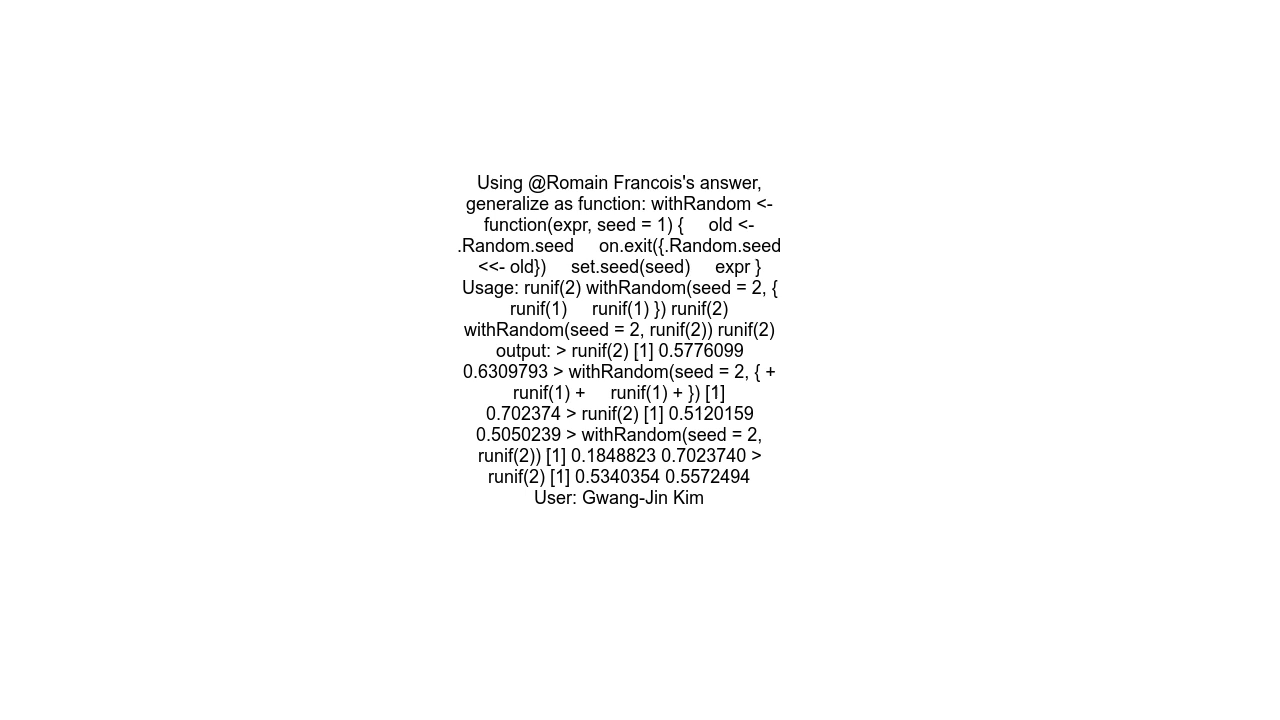 Using @Romain Francois's answer,
generalize as function: withRandom <-
function(expr, seed = 1) {     old <-
.Random.seed     on.exit({.Random.seed
<<- old})     set.seed(seed)     expr }
Usage: runif(2) withRandom(seed = 2, {
runif(1)     runif(1) }) runif(2)
withRandom(seed = 2, runif(2)) runif(2)
output: > runif(2) [1] 0.5776099
0.6309793 > withRandom(seed = 2, { +
runif(1) +     runif(1) + }) [1]
0.702374 > runif(2) [1] 0.5120159
0.5050239 > withRandom(seed = 2,
runif(2)) [1] 0.1848823 0.7023740 >
runif(2) [1] 0.5340354 0.5572494
User: Gwang-Jin Kim